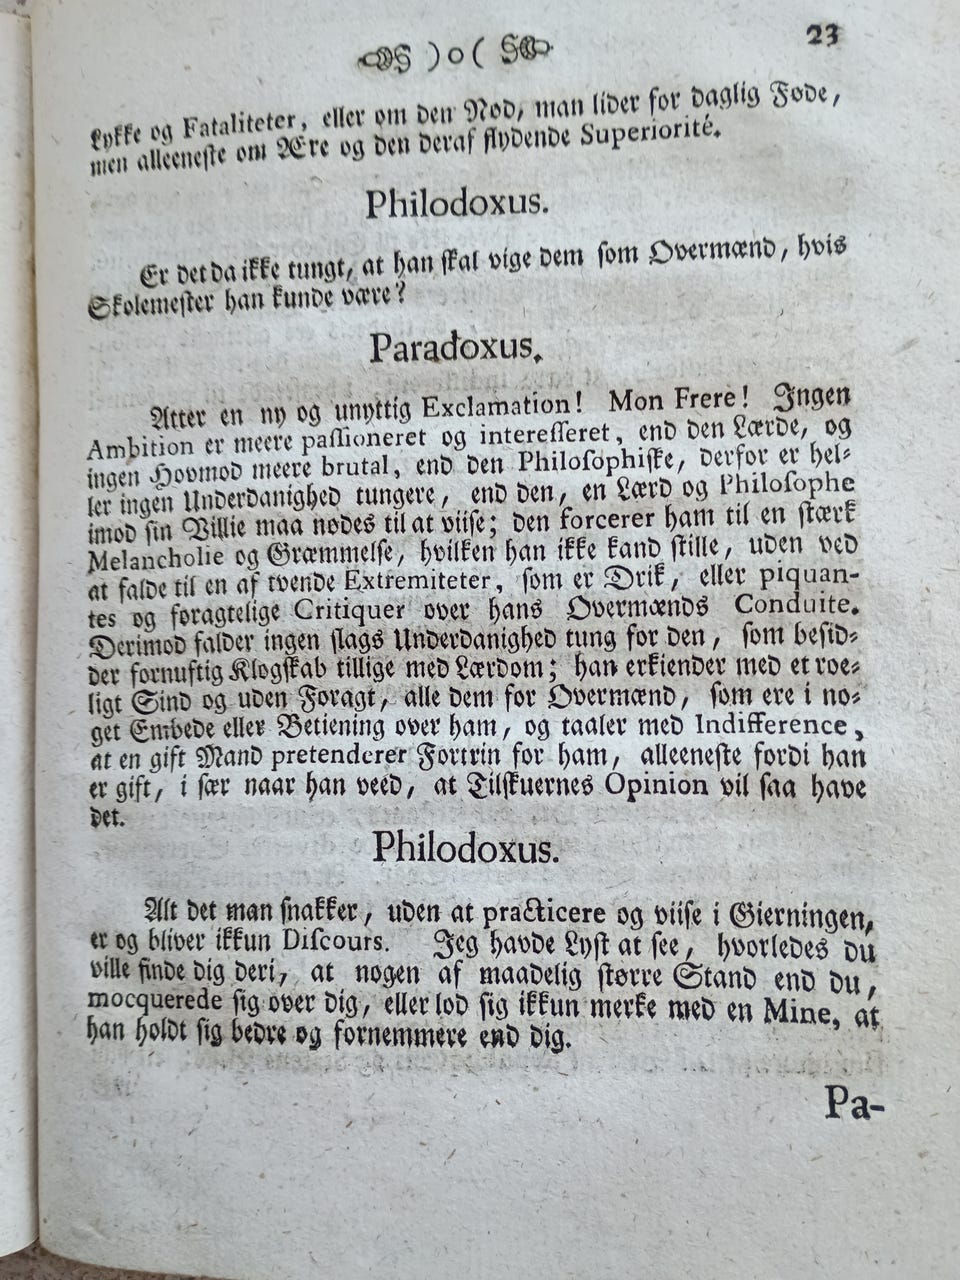 § ) o ( § 23
Lykke og Fataliteter, eller om den Nød, man lider for daglig Føde,
men alleeneste om Ære og den deraf flydende Superiorité.
Philodoxus.
Er det da ikke tungt, at han skal vige dem som Overmænd, hvis
Skolemester han kunde være?
Paradoxus.
Atter en ny og unyttig Exclamation! Mon Frere! Ingen
Ambition er meere passioneret og interesseret, end den Lærde, og
ingen Hovmod meere brutal, end den Philosophiske, derfor er hel-
ler ingen Underdanighed tungere, end den, en Lærd og Philosophe
imod sin Villie maa nødes til at viise; den forcerer ham til en stærk
Melancholie og Græmmelse, hvilken han ikke kand stille, uden ved
at falde til en af tvende Extremiteter, som er Drik, eller piquan-
tes og foragtelige Critiquer over hans Overmænds Conduite.
Derimod falder ingen slags Underdanighed tung for den, som besid-
der fornuftig Klogskab tillige med Lærdom; han erkiender med et roe-
ligt Sind og uden Foragt, alle dem for Overmænd, som ere i no-
get Embede eller Betiening over ham, og taaler med Indifference,
at en gift Mand pretenderer Fortrin for ham, alleeneste fordi han
er gift, i sær naar han veed, at Tilskuernes Opinion vil saa have
det.
Philodoxus.
Alt det man snakker, uden at practicere og viise i Gierningen,
er og bliver ikkun Discours. Jeg havde Lyst at see, hvorledes du
ville finde dig deri, at nogen af maadelig større Stand end du,
mocquerede sig over dig, eller lod sig ikkun merke med en Mine, at
han holdt sig bedre og fornemmere end dig.
Pa-